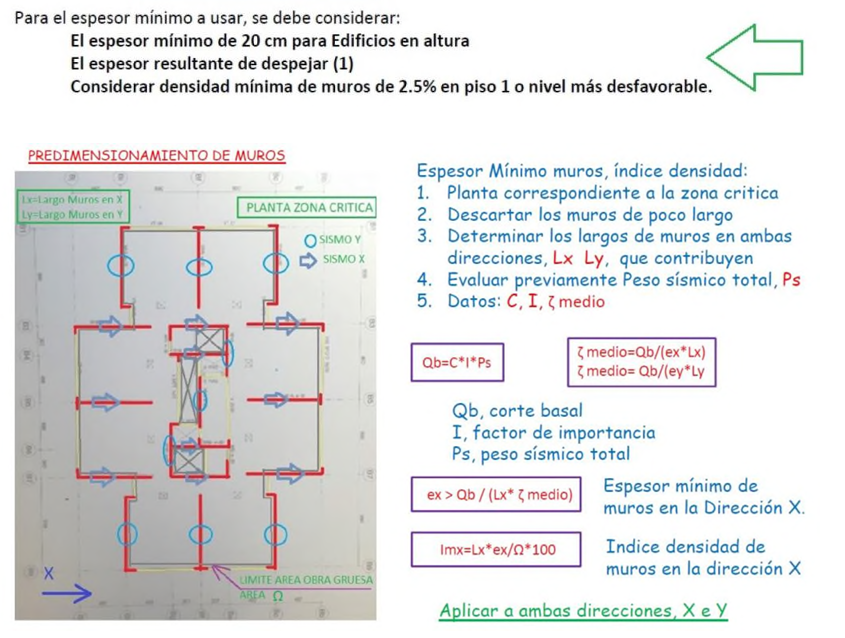 Para el espesor mínimo a usar, se debe considerar:
El espesor mínimo de 20 cm para Edificios en altura
El espesor resultante de despejar (1)
Considerar densidad mínima de muros de 2.5% en piso 1 o nivel más desfavorable.
PREDIMENSIONAMIENTO DE MUROS
Lx=Largo Muros en X
Ly=Largo Muros en Y
PLANTA ZONA CRITICA
SISMO Y
SISMO X
X
LIMITE AREA OBRA GRUESA
AREA Ω
Espesor Mínimo muros, índice densidad:
1. Planta correspondiente a la zona critica
2. Descartar los muros de poco largo
3. Determinar los largos de muros en ambas
direcciones, Lx Ly, que contribuyen
4. Evaluar previamente Peso sísmico total, Ps
5. Datos: C, I, ζ medio
Qb=C*I*Ps
ζ medio=Qb/(ex*Lx)
ζ medio= Qb/(ey*Ly
Qb, corte basal
I, factor de importancia
Ps, peso sísmico total
ex > Qb / (Lx* ζ medio)
Espesor mínimo de
muros en la Dirección X.
Imx=Lx*ex/Ω*100
Indice densidad de
muros en la dirección X
Aplicar a ambas direcciones, X e Y